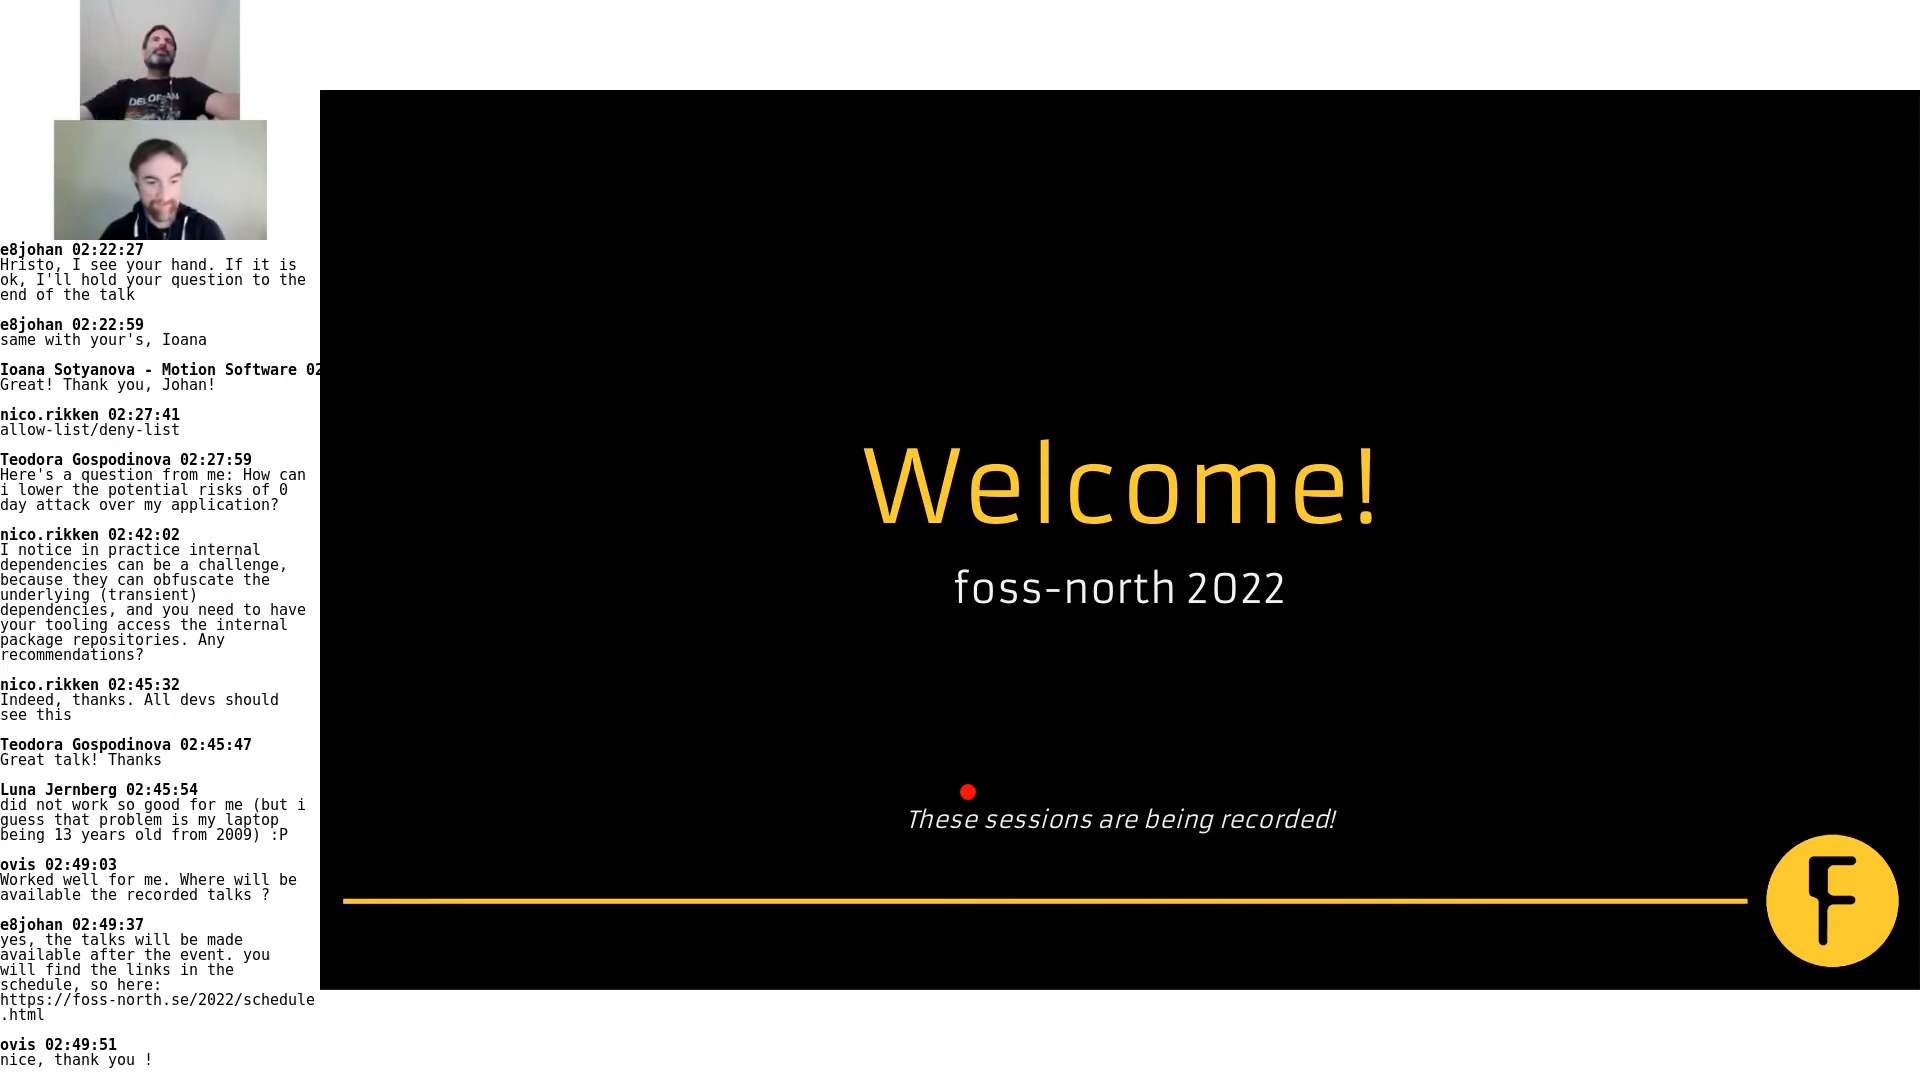 DELOREAN
e8johan 02:22:27
Hristo, I see your hand. If it is
ok, I'll hold your question to the
end of the talk
e8johan 02:22:59
same with your's, Ioana
Ioana Sotyanova - Motion Software 02
Great! Thank you, Johan!
nico.rikken 02:27:41
allow-list/deny-list
Teodora Gospodinova 02:27:59
Here's a question from me: How can
i lower the potential risks of 0
day attack over my application?
nico.rikken 02:42:02
I notice in practice internal
dependencies can be a challenge,
because they can obfuscate the
underlying (transient)
dependencies, and you need to have
your tooling access the internal
package repositories. Any
recommendations?
nico.rikken 02:45:32
Indeed, thanks. All devs should
see this
Teodora Gospodinova 02:45:47
Great talk! Thanks
Luna Jernberg 02:45:54
did not work so good for me (but i
guess that problem is my laptop
being 13 years old from 2009) :P
ovis 02:49:03
Worked well for me. Where will be
available the recorded talks ?
e8johan 02:49:37
yes, the talks will be made
available after the event. you
will find the links in the
schedule, so here:
https://foss-north.se/2022/schedule
.html
ovis 02:49:51
nice, thank you !
Welcome!
foss-north 2022
These sessions are being recorded!
F